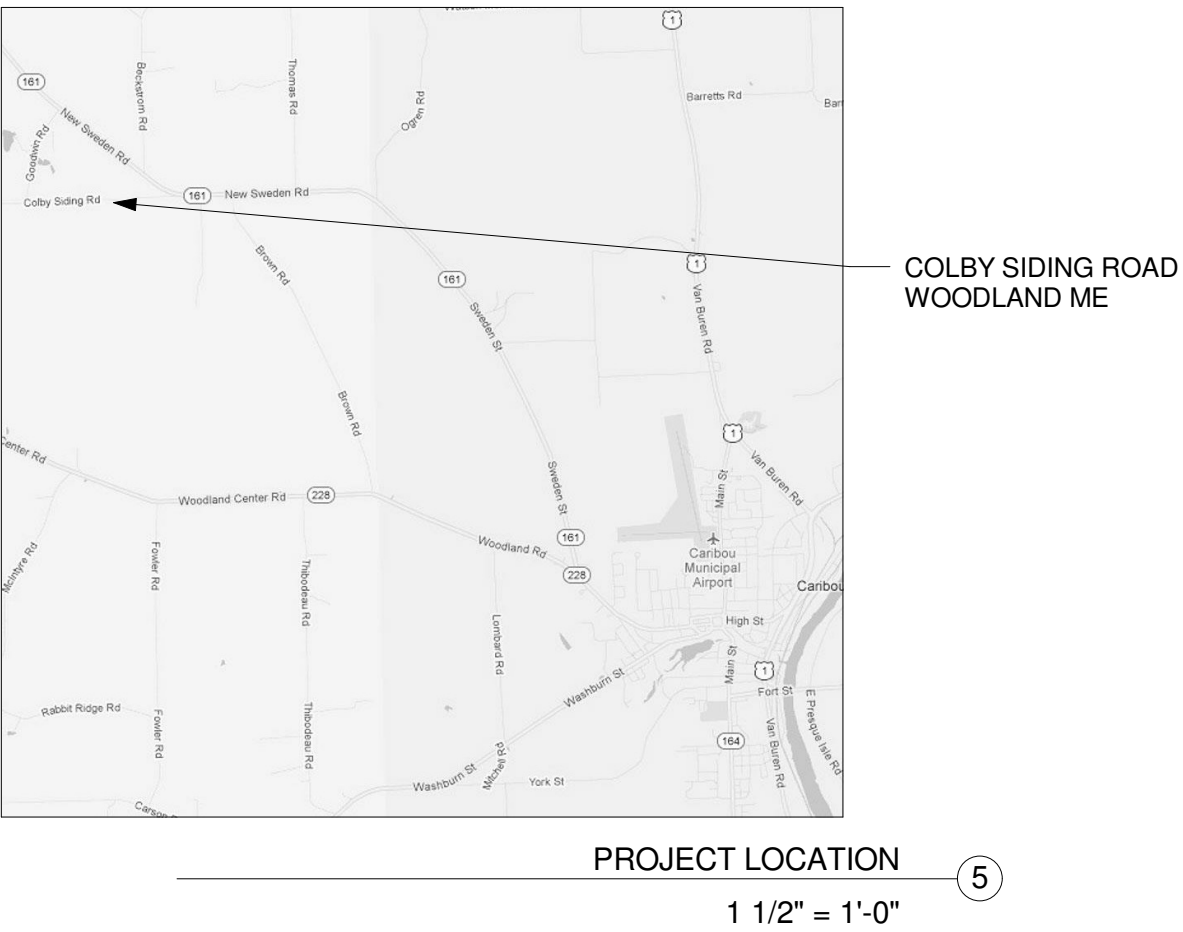 1
161
Beckstrom Rd
Thomas Rd
Ogren Rd
Barretts Rd
New Sweden Rd
Goodwin Rd
Colby Siding Rd
161
New Sweden Rd
Brown Rd
161
1
COLBY SIDING ROAD
WOODLAND ME
Sweden St
Van Buren Rd
Brown Rd
1
Center Rd
Van Buren Rd
Main St
Sweden St
Woodland Center Rd
228
161
Woodland Rd
228
Caribou
Municipal
Airport
McIntyre Rd
Fowler Rd
Thibodeau Rd
Caribou
Lombard Rd
High St
Main St
1
Washburn St
Fort St
E Presque Isle Rd
Rabbit Ridge Rd
Fowler Rd
Thibodeau Rd
164
Van Buren Rd
Mitchell Rd
Washburn St
York St
Carson
PROJECT LOCATION
5
1 1/2" = 1'-0"